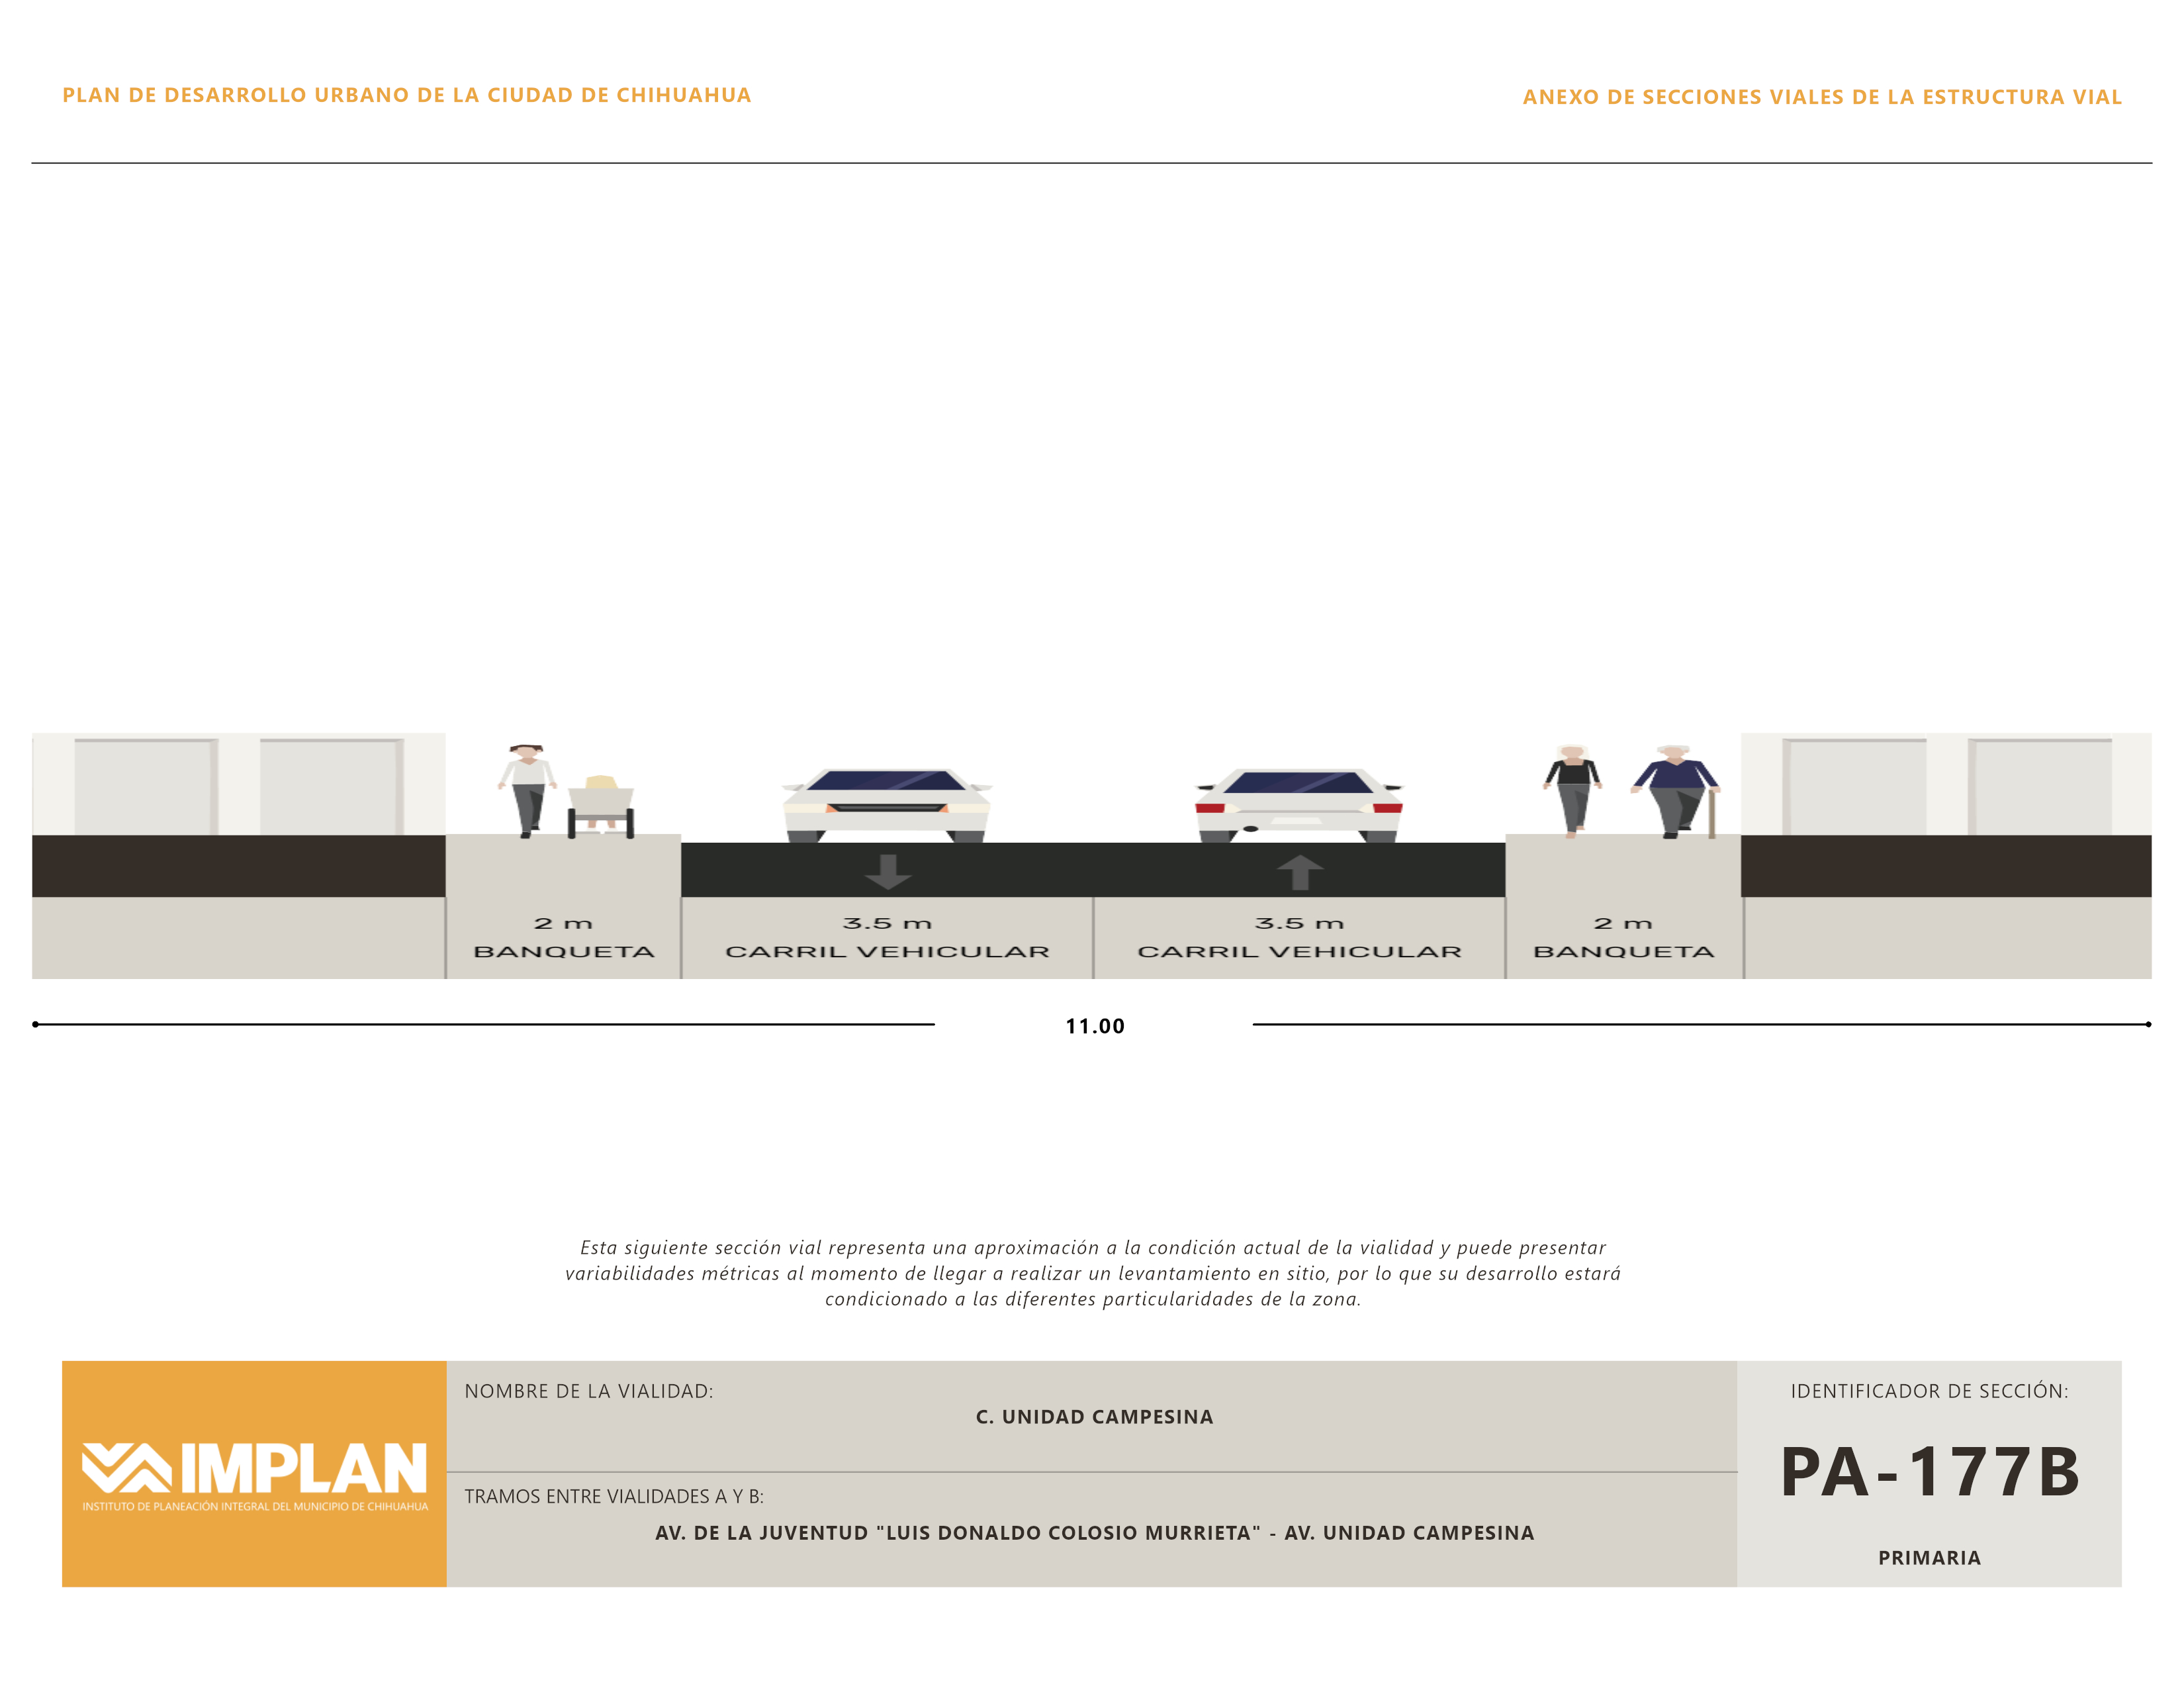 PLAN DE DESARROLLO URBANO DE LA CIUDAD DE CHIHUAHUA
ANEXO DE SECCIONES VIALES DE LA ESTRUCTURA VIAL
2 m
BANQUETA
3.5 m
CARRIL VEHICULAR
3.5 m
CARRIL VEHICULAR
2 m
BANQUETA
11.00
Esta siguiente sección vial representa una aproximación a la condición actual de la vialidad y puede presentar
variabilidades métricas al momento de llegar a realizar un levantamiento en sitio, por lo que su desarrollo estará
condicionado a las diferentes particularidades de la zona.
IMPLAN
INSTITUTO DE PLANEACIÓN INTEGRAL DEL MUNICIPIO DE CHIHUAHUA
NOMBRE DE LA VIALIDAD:
C. UNIDAD CAMPESINA
TRAMOS ENTRE VIALIDADES A Y B:
AV. DE LA JUVENTUD "LUIS DONALDO COLOSIO MURRIETA" - AV. UNIDAD CAMPESINA
IDENTIFICADOR DE SECCIÓN:
PA-177B
PRIMARIA